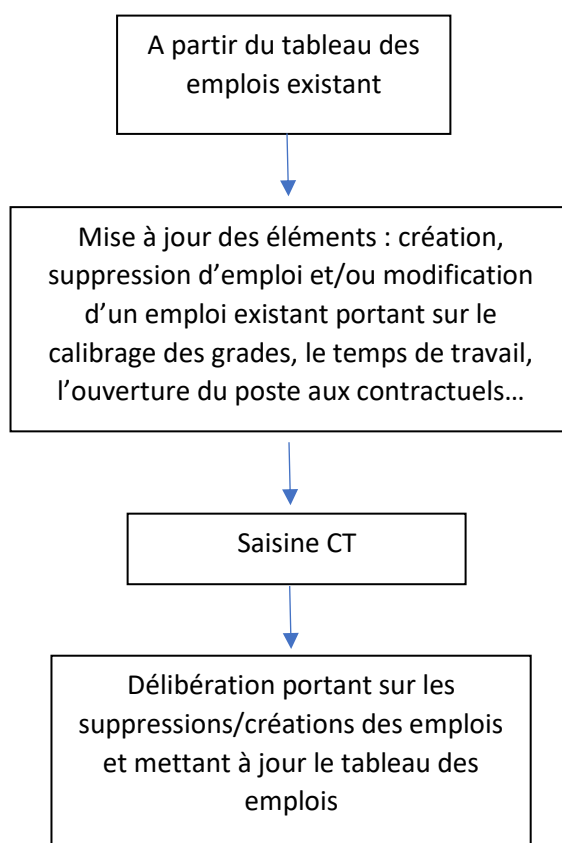 A partir du tableau des
emplois existant
Mise à jour des éléments : création,
suppression d’emploi et/ou modification
d’un emploi existant portant sur le
calibrage des grades, le temps de travail,
l’ouverture du poste aux contractuels…
Saisine CT
Délibération portant sur les
suppressions/créations des emplois
et mettant à jour le tableau des
emplois